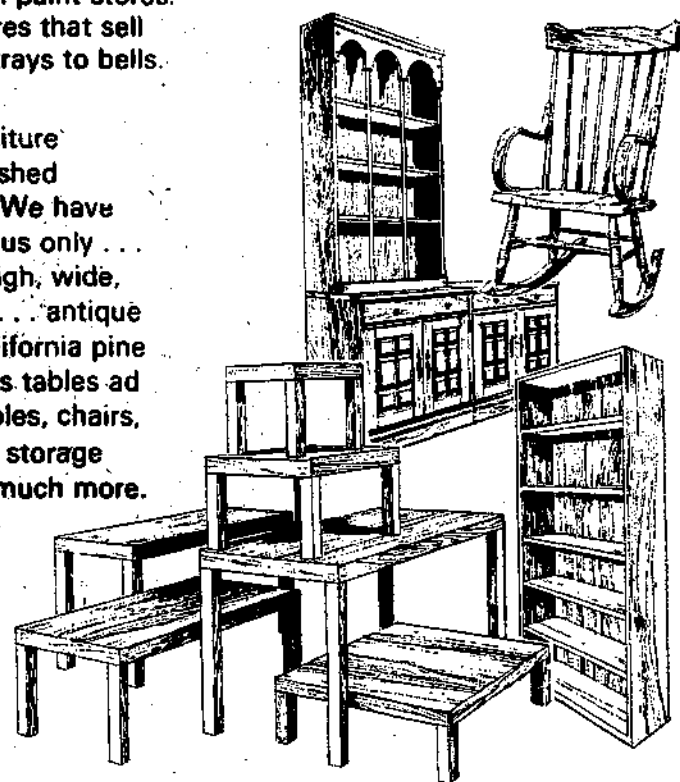 paint stores.
res that sell
trays to bells.
iture
shed
We have
us only . . .
gh, wide,
. . . antique
ifornia pine
s tables ad
les, chairs,
storage
much more.